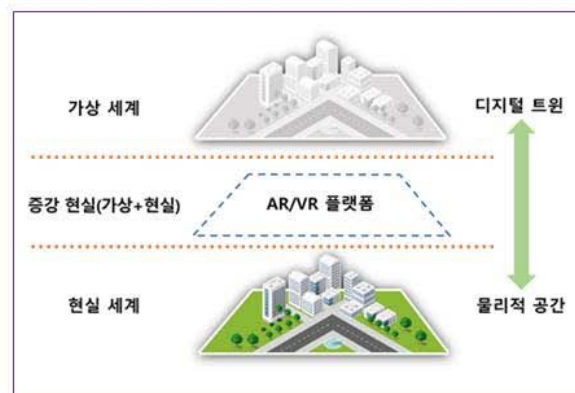 가상 세계
디지털 트윈
증강 현실(가상+현실)
AR/VR 플랫폼
현실 세계
물리적 공간